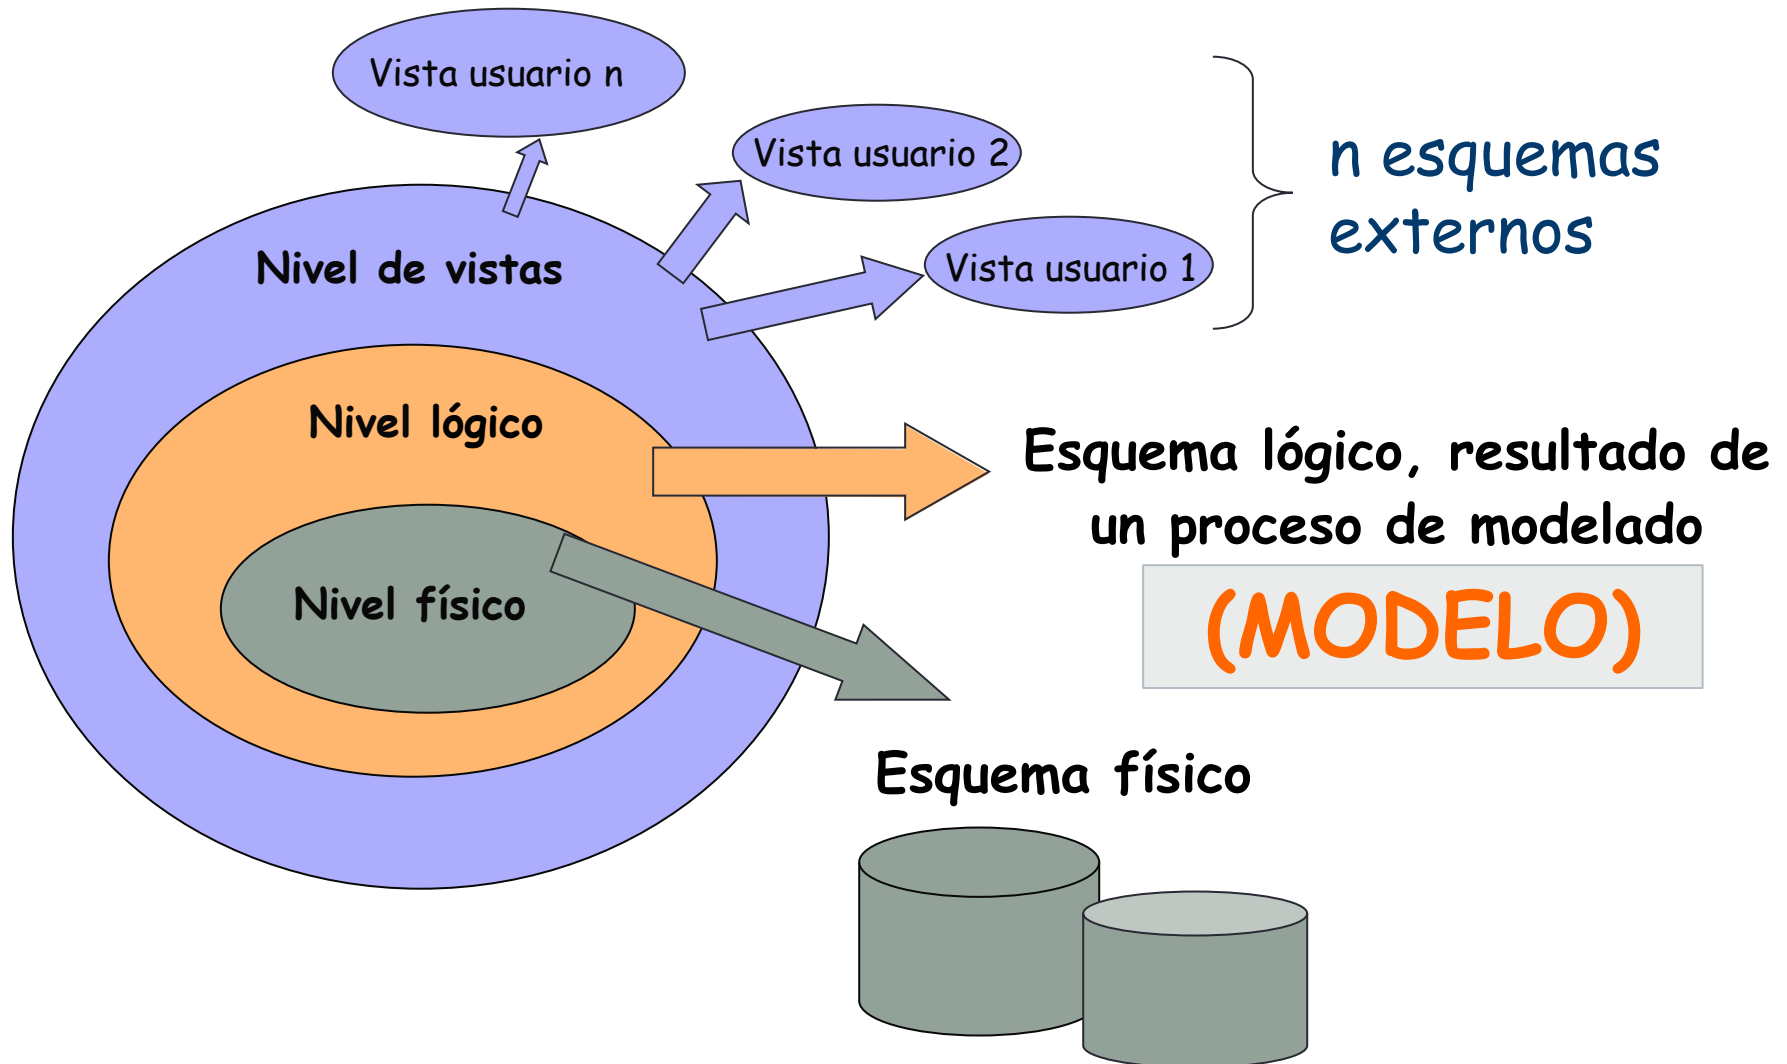 Vista usuario n
Vista usuario 2
Vista usuario 1
n esquemas
externos
Nivel de vistas
Nivel lógico
Nivel físico
Esquema lógico, resultado de
un proceso de modelado
(MODELO)
Esquema físico